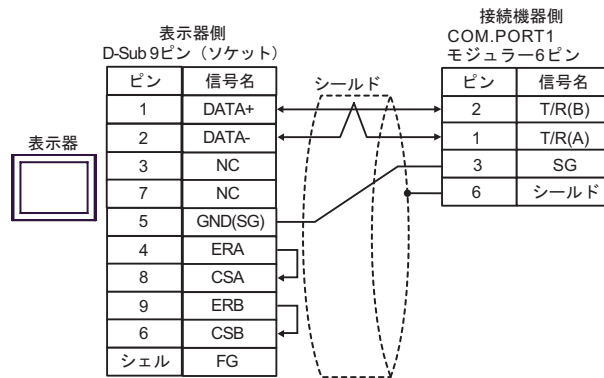 表示器側
D-Sub 9ピン（ソケット）
接続機器側
COM.PORT1
モジュラー6ピン
表示器
シールド
ピン 信号名
1 DATA+
2 DATA-
3 NC
7 NC
5 GND(SG)
4 ERA
8 CSA
9 ERB
6 CSB
シェル FG
ピン 信号名
2 T/R(B)
1 T/R(A)
3 SG
6 シールド